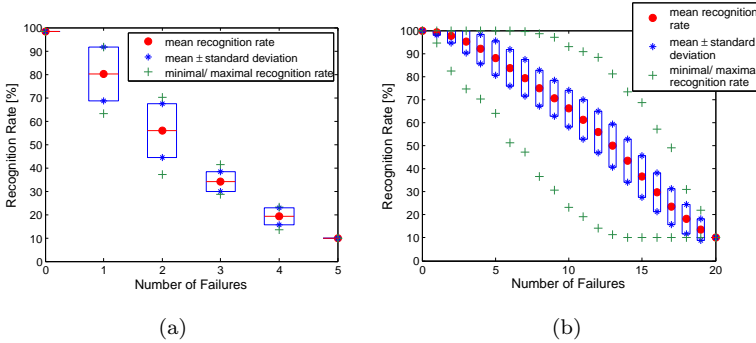 100
90
80
70
60
50
40
30
20
10
0
0 1 2 3 4 5
Recognition Rate [%]
Number of Failures
mean recognition rate
mean ± standard deviation
minimal/ maximal recognition rate
(a)
100
90
80
70
60
50
40
30
20
10
0
0 5 10 15 20
Recognition Rate [%]
Number of Failures
mean recognition
rate
mean ± standard
deviation
minimal/ maximal
recognition rate
(b)